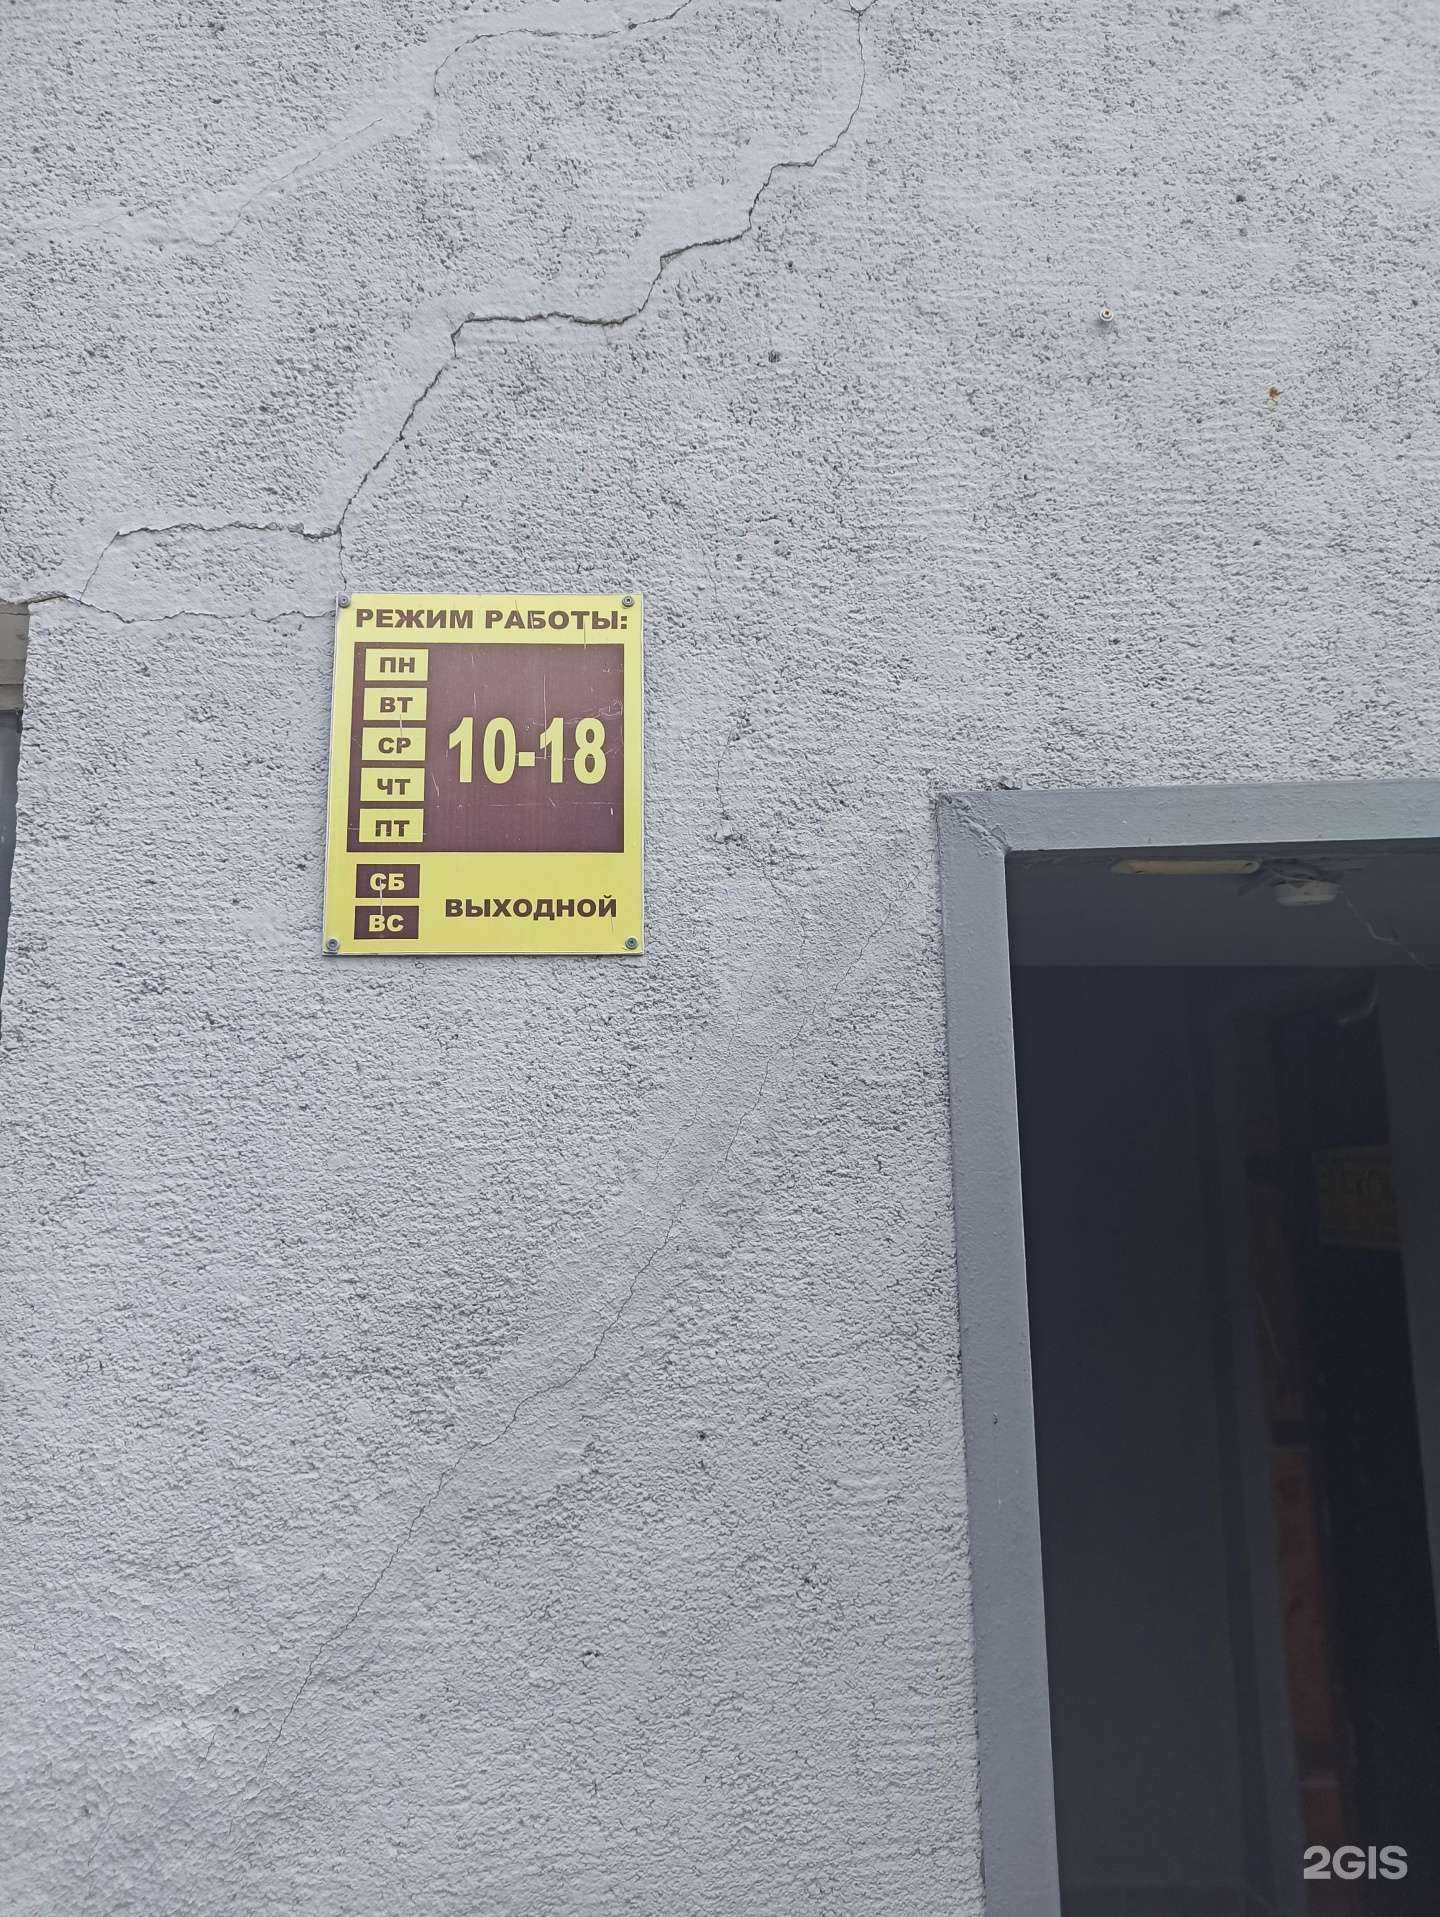 РЕЖИМ РАБОТЫ:
ПН
ВТ
СР
ЧТ
ПТ
10-18
СБ
ВС
ВЫХОДНОЙ
2GIS